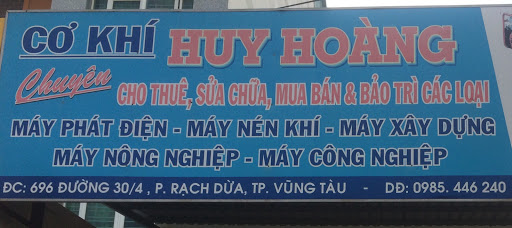 CƠ KHÍ HUY HOÀNG
Chuyên CHO THUÊ, SỬA CHỮA, MUA BÁN & BẢO TRÌ CÁC LOẠI
MÁY PHÁT ĐIỆN - MÁY NÉN KHÍ - MÁY XÂY DỰNG
MÁY NÔNG NGHIỆP - MÁY CÔNG NGHIỆP
ĐC: 696 ĐƯỜNG 30/4 , P. RẠCH DỪA, TP. VŨNG TÀU - DĐ: 0985. 446 240